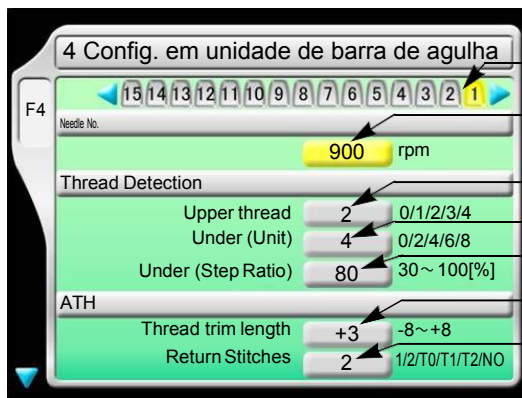 4 Config. em unidade de barra de agulha
F4
15 14 13 12 11 10 9 8 7 6 5 4 3 2 1
Needle No.
900 rpm
Thread Detection
Upper thread 2 0/1/2/3/4
Under (Unit) 4 0/2/4/6/8
Under (Step Ratio) 80 30～100[%]
ATH
Thread trim length +3 -8～+8
Return Stitches 2 1/2/T0/T1/T2/NO